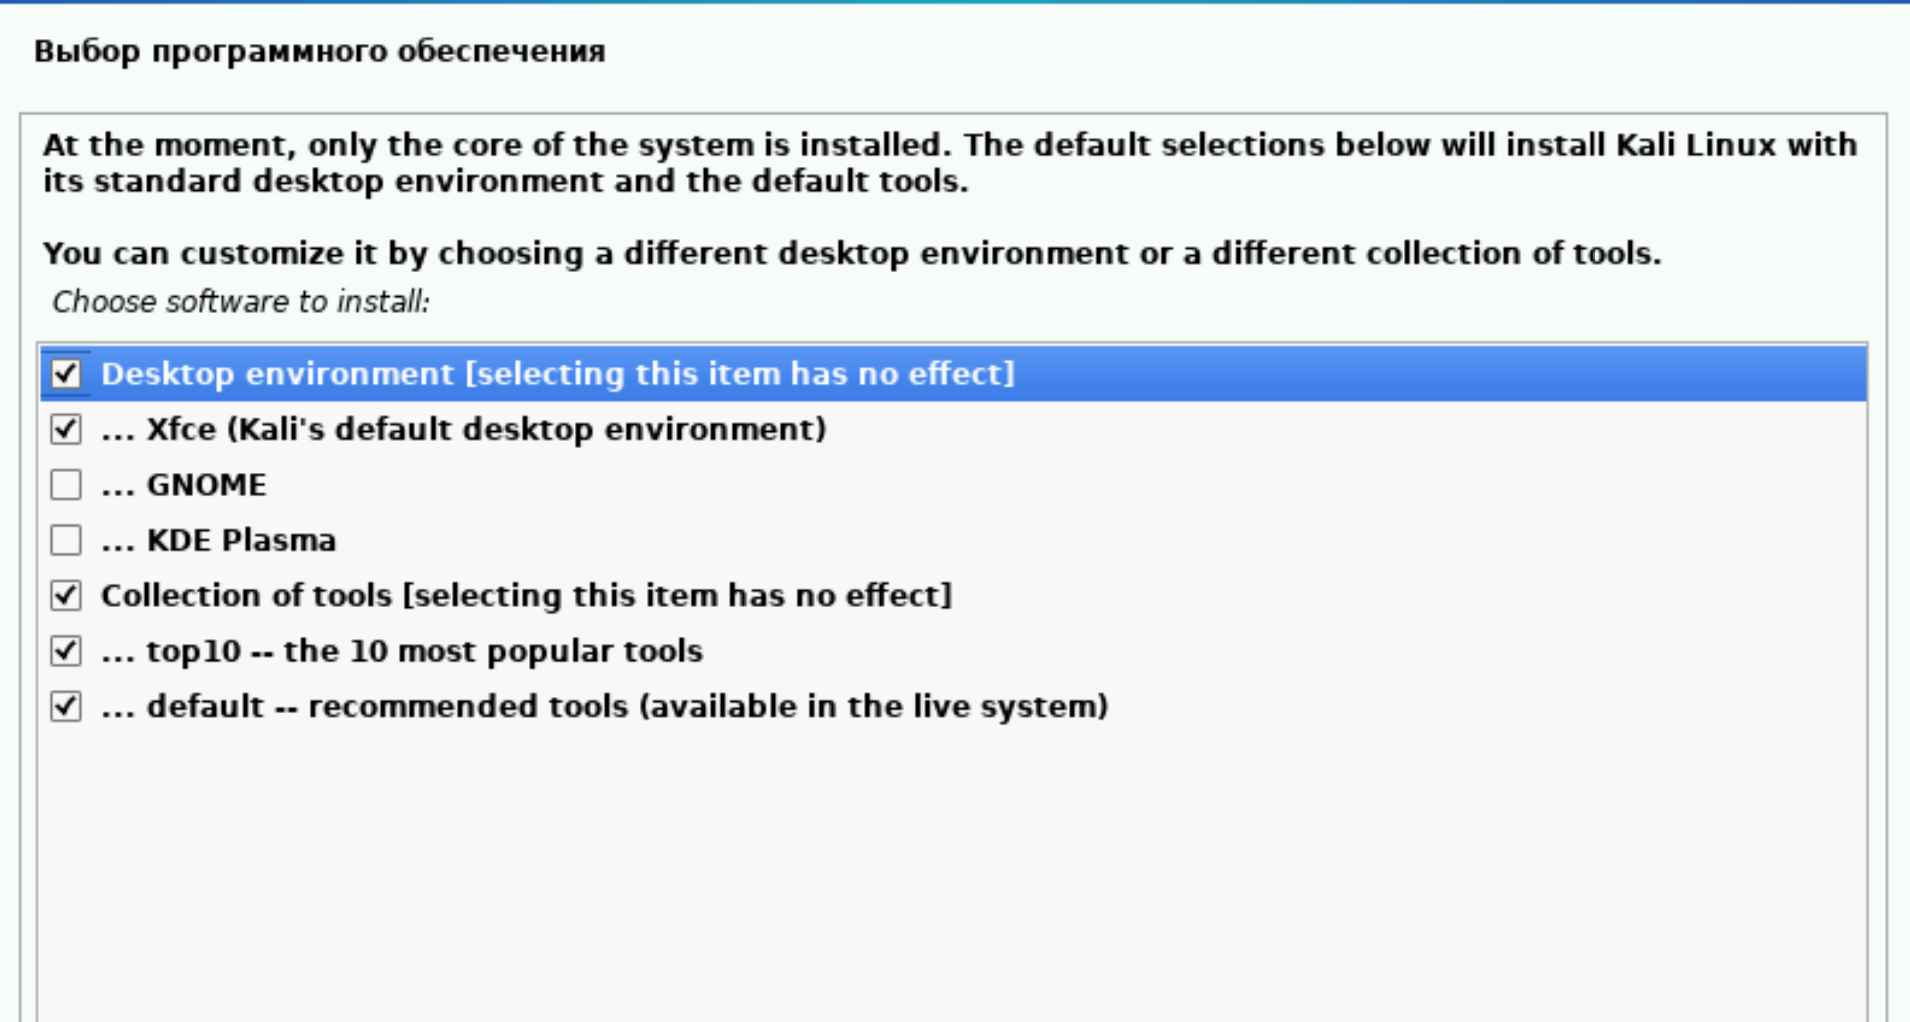 Выбор программного обеспечения
At the moment, only the core of the system is installed. The default selections below will install Kali Linux with
its standard desktop environment and the default tools.
You can customize it by choosing a different desktop environment or a different collection of tools.
Choose software to install:
Desktop environment [selecting this item has no effect]
... Xfce (Kali's default desktop environment)
... GNOME
... KDE Plasma
Collection of tools [selecting this item has no effect]
... top10 -- the 10 most popular tools
... default -- recommended tools (available in the live system)